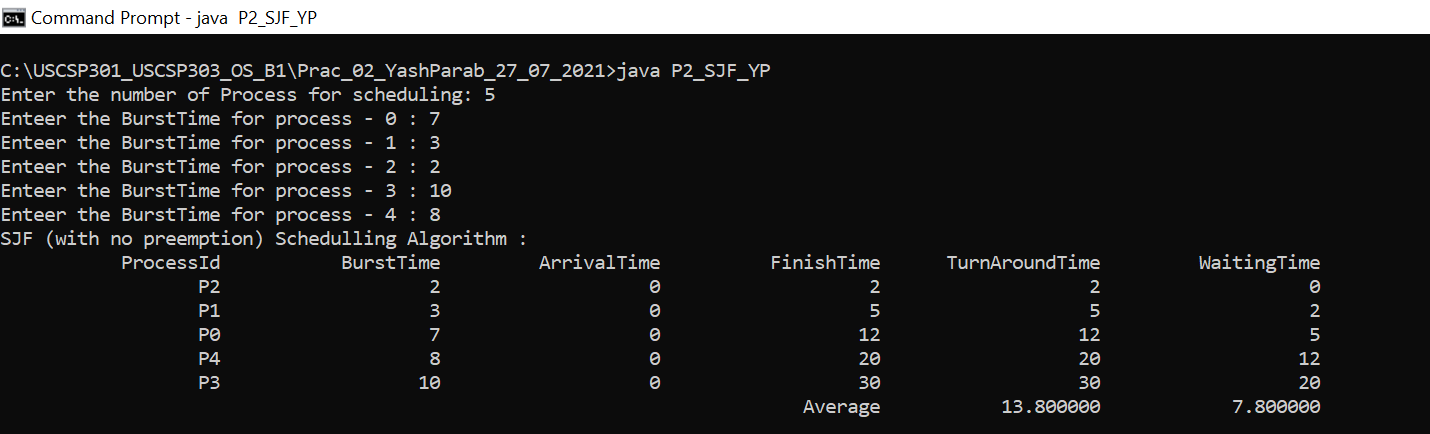 Command Prompt - java  P2_SJF_YP
C:\USCSP301_USCSP303_OS_B1\Prac_02_YashParab_27_07_2021>java P2_SJF_YP
Enter the number of Process for scheduling: 5
Enteer the BurstTime for process - 0 : 7
Enteer the BurstTime for process - 1 : 3
Enteer the BurstTime for process - 2 : 2
Enteer the BurstTime for process - 3 : 10
Enteer the BurstTime for process - 4 : 8
SJF (with no preemption) Schedulling Algorithm :
ProcessId BurstTime ArrivalTime FinishTime TurnAroundTime WaitingTime
P2 2 0 2 2 0
P1 3 0 5 5 2
P0 7 0 12 12 5
P4 8 0 20 20 12
P3 10 0 30 30 20
Average 13.800000 7.800000